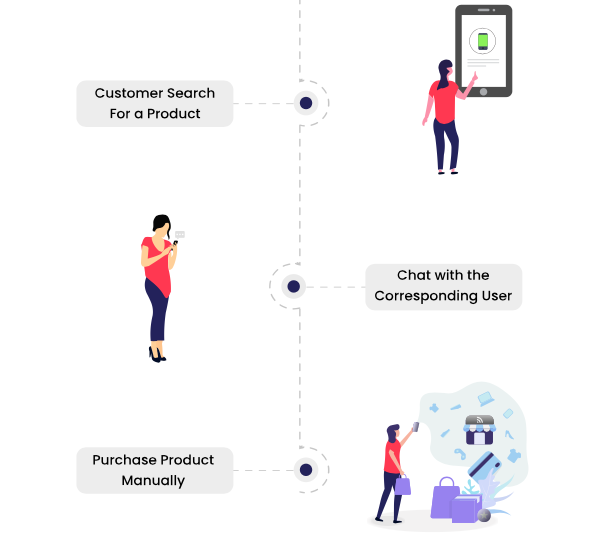 Customer Search
For a Product
Chat with the
Corresponding User
Purchase Product
Manually